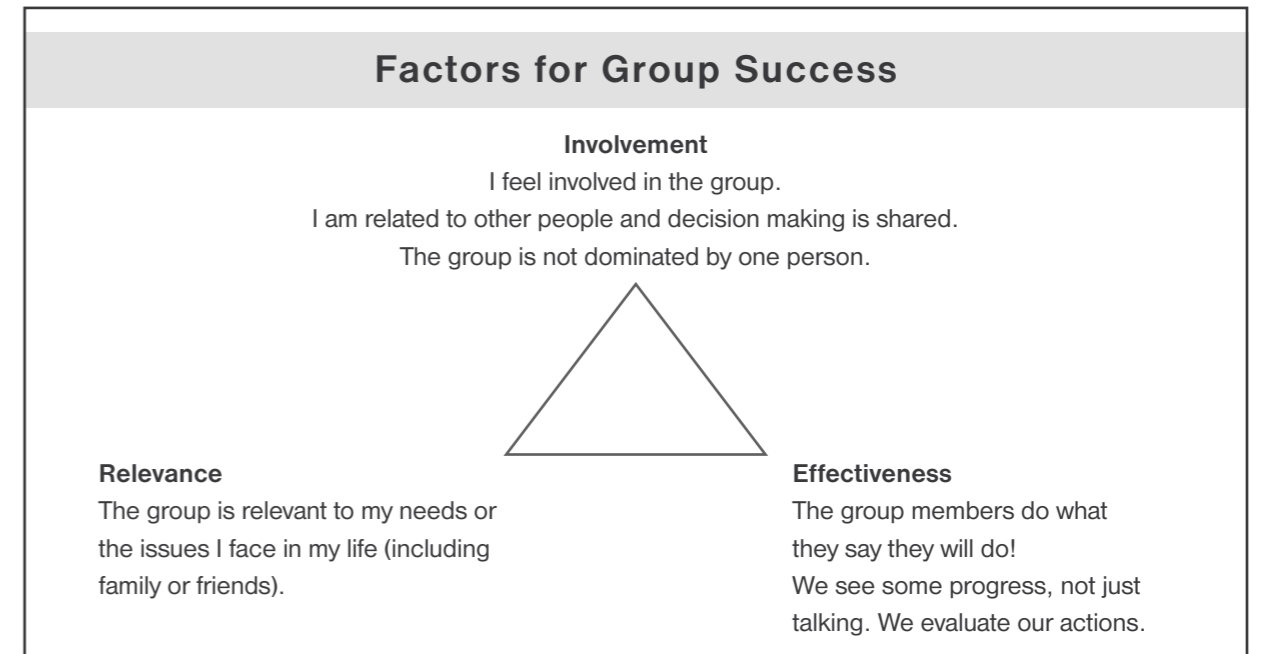 Factors for Group Success
Involvement
I feel involved in the group.
I am related to other people and decision making is shared.
The group is not dominated by one person.
Relevance
The group is relevant to my needs or
the issues I face in my life (including
family or friends).
Effectiveness
The group members do what
they say they will do!
We see some progress, not just
talking. We evaluate our actions.